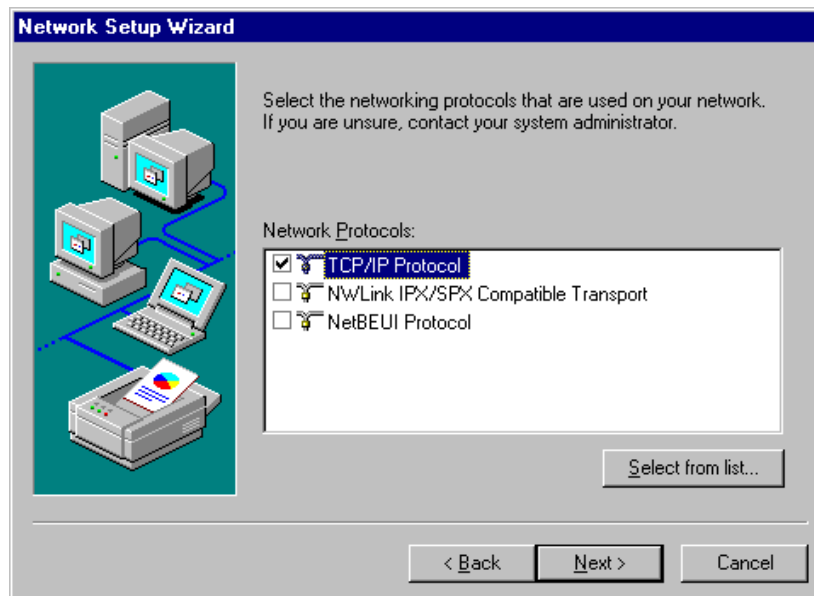 Network Setup Wizard
Select the networking protocols that are used on your network.
If you are unsure, contact your system administrator.
Network Protocols:
TCP/IP Protocol
NWLink IPX/SPX Compatible Transport
NetBEUI Protocol
Select from list...
< Back
Next >
Cancel